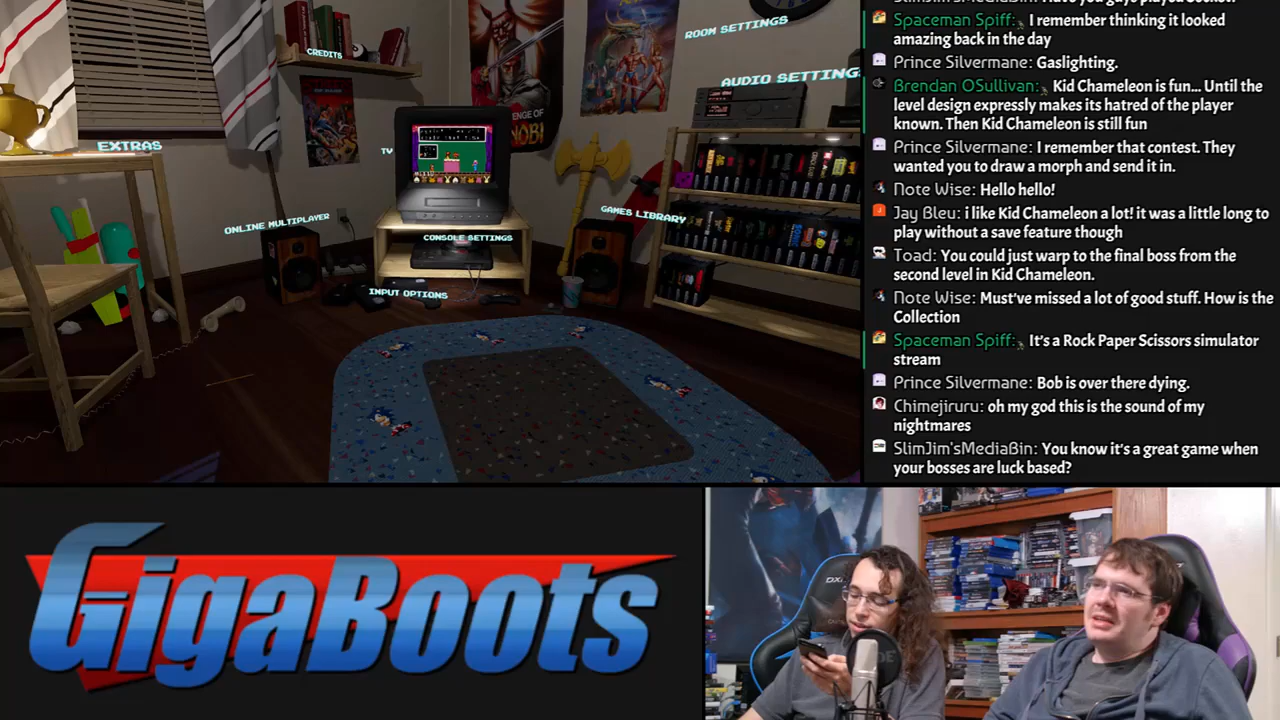 CREDITS
ROOM SETTINGS
AUDIO SETTING
REVENGE OF
SHINOBI
EXTRAS
TV
ONLINE MULTIPLAYER
GAMES LIBRARY
CONSOLE SETTINGS
INPUT OPTIONS
Spaceman Spiff: I remember thinking it looked
amazing back in the day
Prince Silvermane: Gaslighting.
Brendan OSullivan: Kid Chameleon is fun... Until the
level design expressly makes its hatred of the player
known. Then Kid Chameleon is still fun
Prince Silvermane: I remember that contest. They
wanted you to draw a morph and send it in.
Note Wise: Hello hello!
Jay Bleu: i like Kid Chameleon a lot! it was a little long to
play without a save feature though
Toad: You could just warp to the final boss from the
second level in Kid Chameleon.
Note Wise: Must've missed a lot of good stuff. How is the
Collection
Spaceman Spiff: It's a Rock Paper Scissors simulator
stream
Prince Silvermane: Bob is over there dying.
Chimejiruru: oh my god this is the sound of my
nightmares
SlimJim'sMediaBin: You know it's a great game when
your bosses are luck based?
GigaBoots